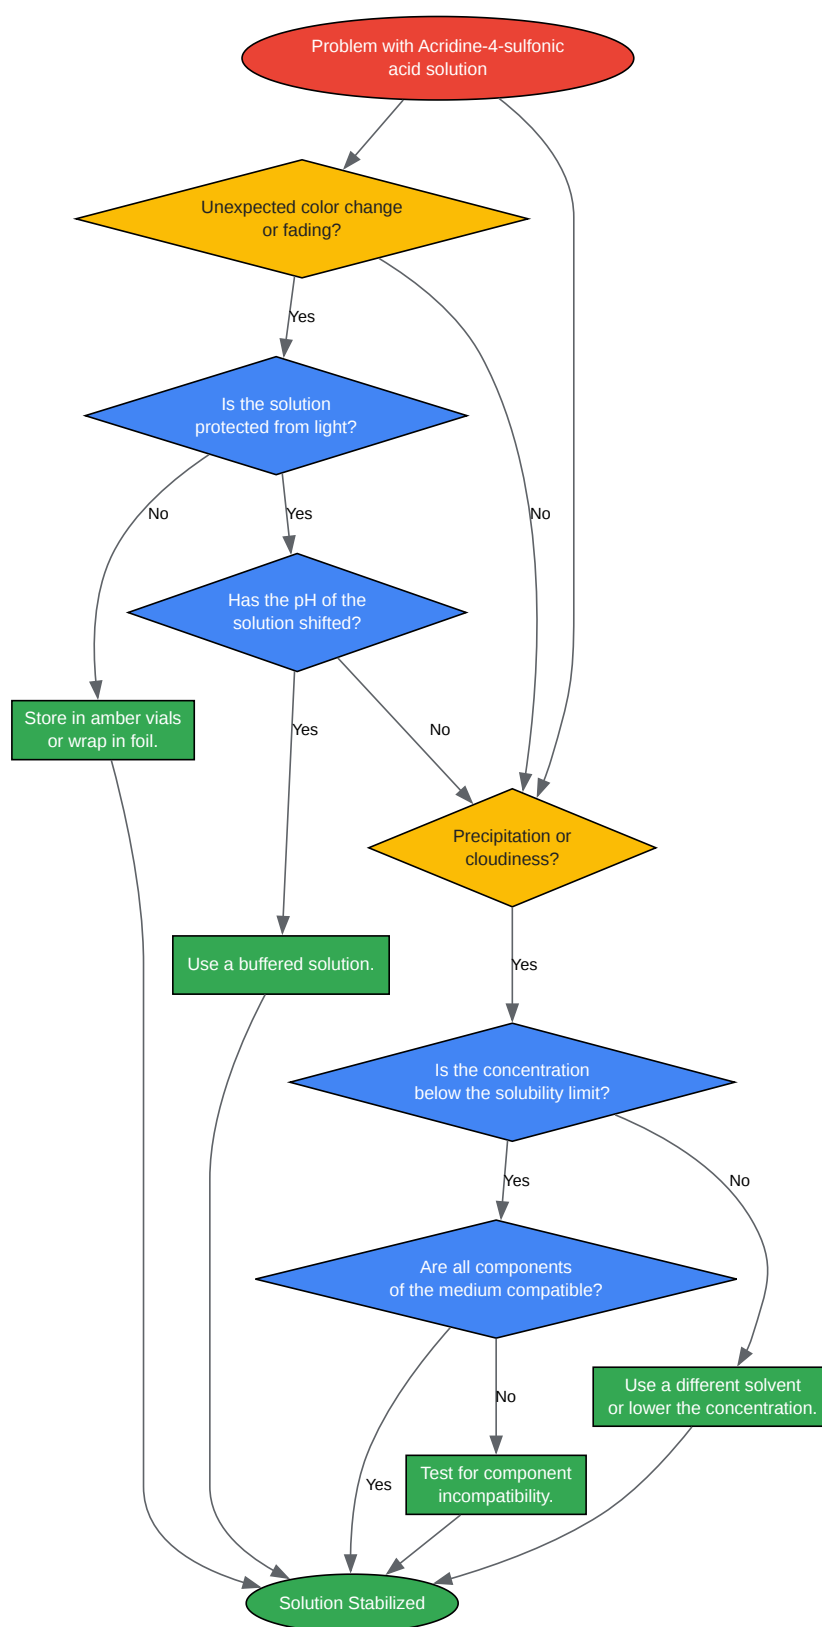 Problem with Acridine-4-sulfonic
acid solution
Unexpected color change
or fading?
Yes
Is the solution
protected from light?
No
Yes
No
Has the pH of the
solution shifted?
Store in amber vials
or wrap in foil.
Yes
No
Precipitation or
cloudiness?
Use a buffered solution.
Yes
Is the concentration
below the solubility limit?
Yes
No
Are all components
of the medium compatible?
Use a different solvent
or lower the concentration.
No
Test for component
incompatibility.
Yes
Solution Stabilized